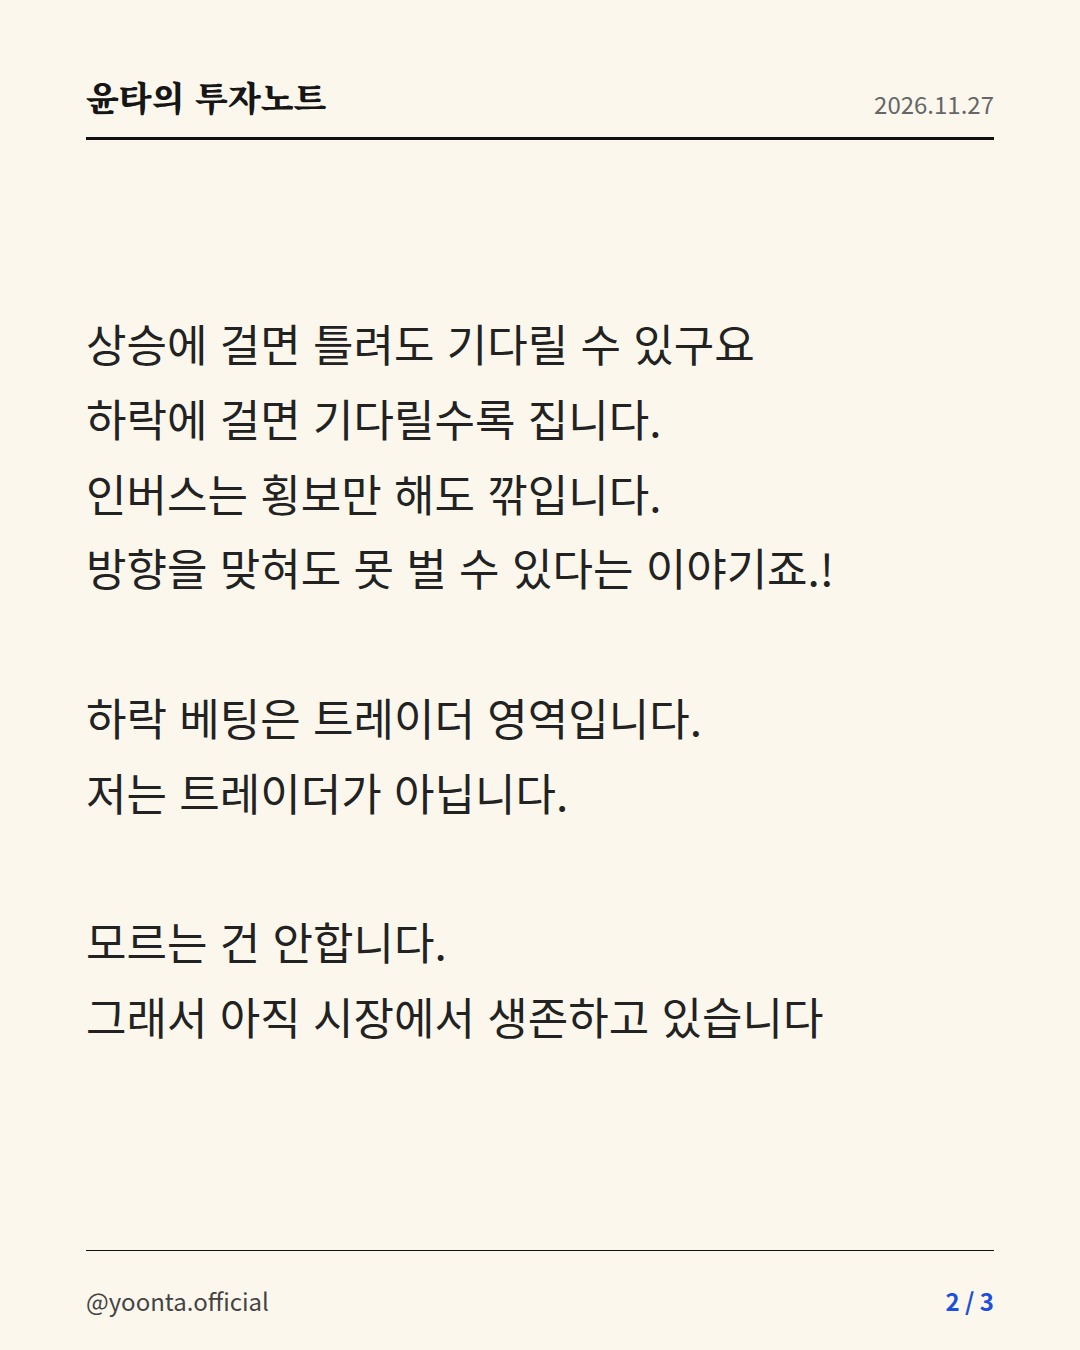 윤타의 투자노트
2026.11.27
상승에 걸면 틀려도 기다릴 수 있구요
하락에 걸면 기다릴수록 집니다.
인버스는 횡보만 해도 깎입니다.
방향을 맞혀도 못 벌 수 있다는 이야기죠.!
하락 베팅은 트레이더 영역입니다.
저는 트레이더가 아닙니다.
모르는 건 안합니다.
그래서 아직 시장에서 생존하고 있습니다
@yoonta.official
2 / 3